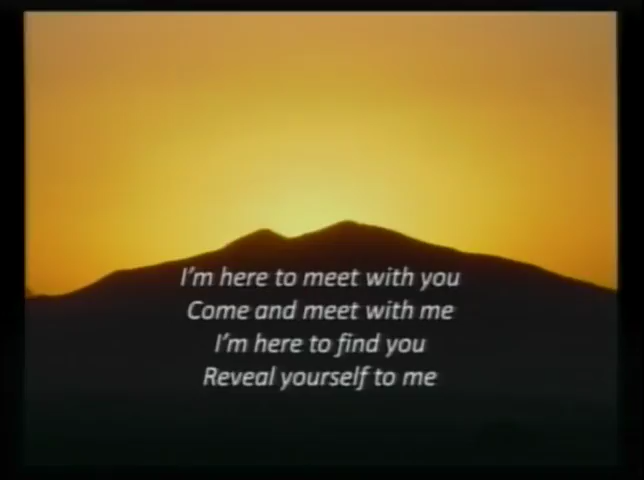 I'm here to meet with you
Come and meet with me
I'm here to find you
Reveal yourself to me